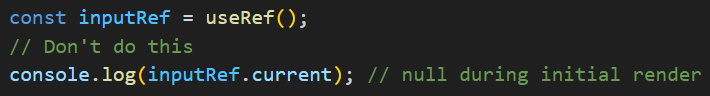 const inputRef = useRef();
// Don't do this
console.log(inputRef.current); // null during initial render